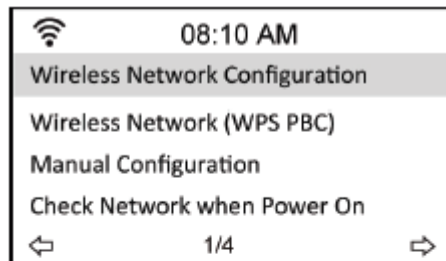 08:10 AM
Wireless Network Configuration
Wireless Network (WPS PBC)
Manual Configuration
Check Network when Power On
1/4